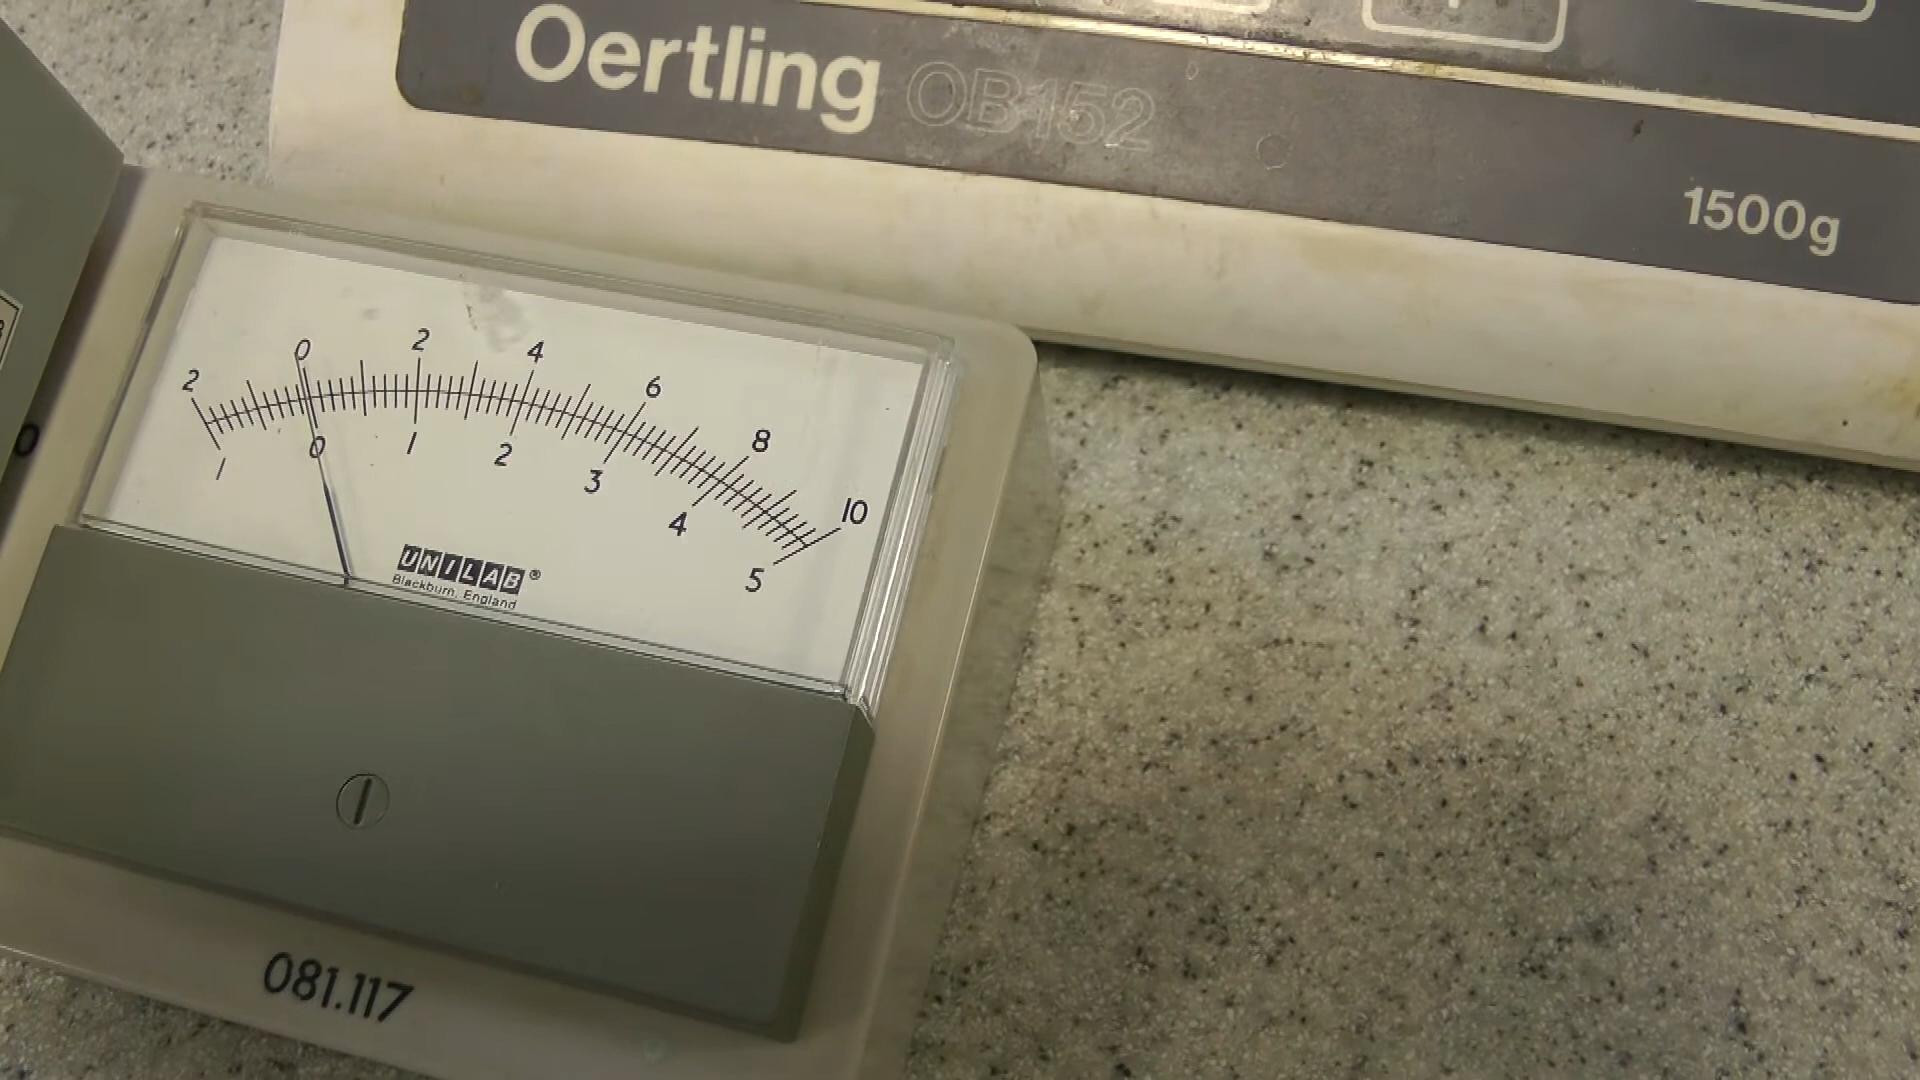 Oertling OB152
1500g
0
2 0 2 4 6 8 10
1 0 1 2 3 4 5
UNILAB®
Blackburn, England
081.117